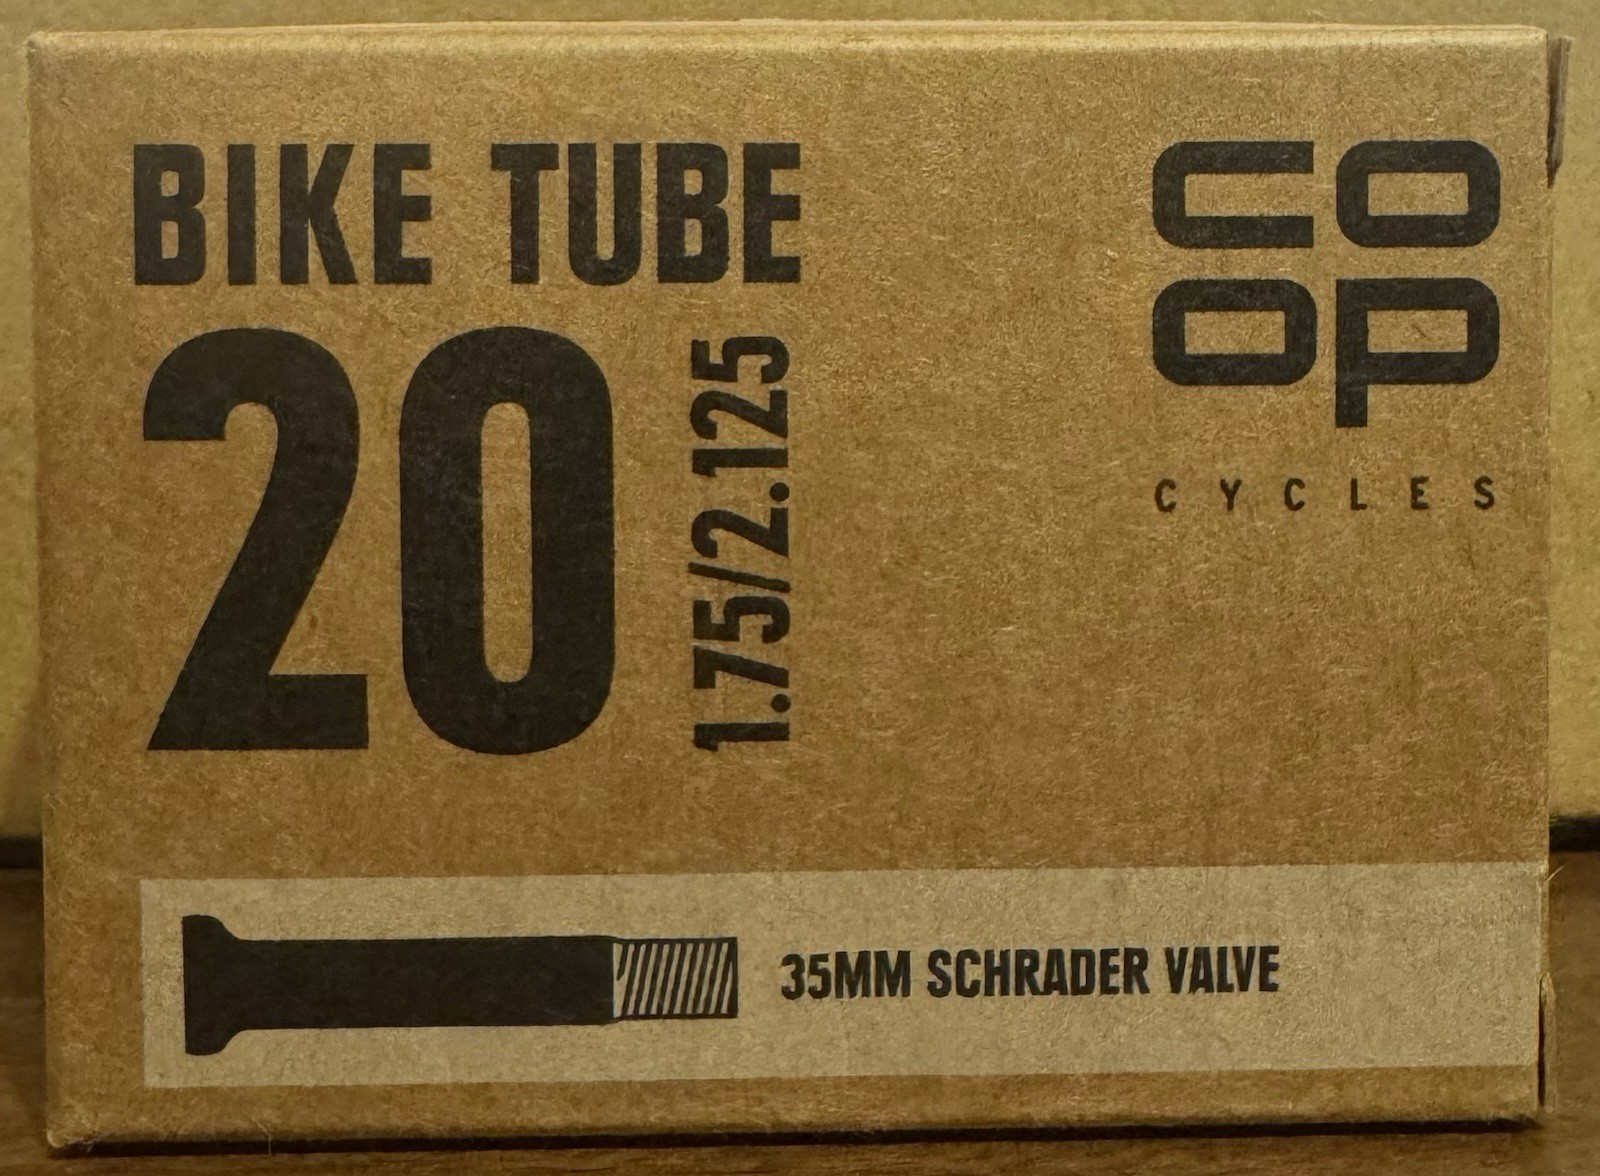 BIKE TUBE
20
1.75/2.125
CO
OP
CYCLES
35MM SCHRADER VALVE